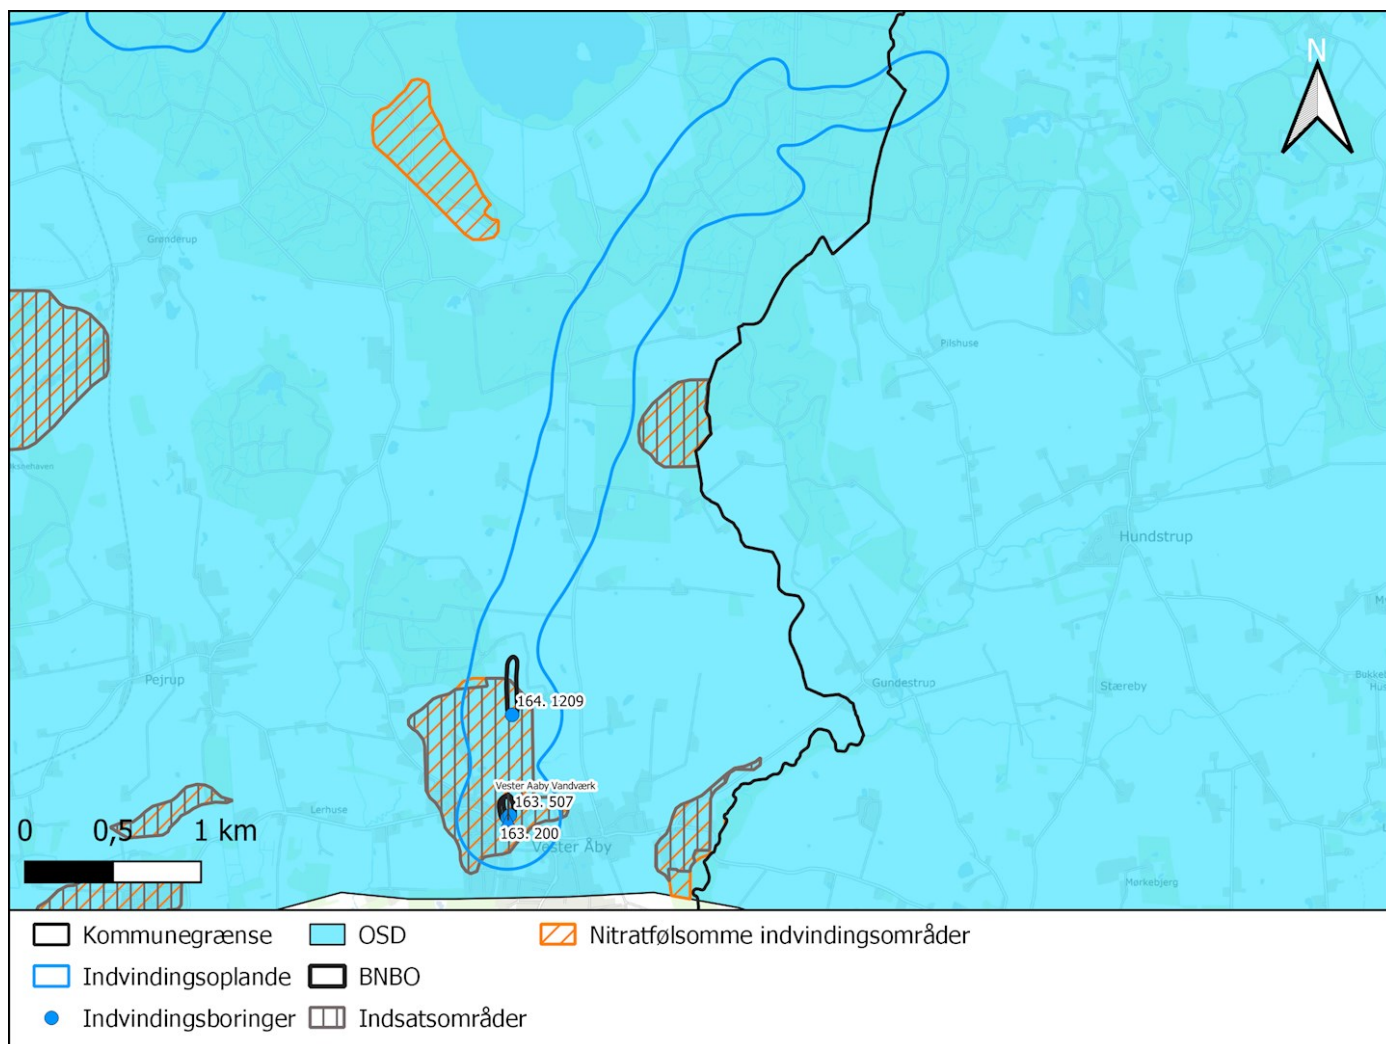 N
Grønderup
Pilshuse
Hundstrup
Pejrup
Gundestrup
Stæreby
164. 1209
Vester Aaby Vandværk
163. 507
Lerhuse
163. 200
Vester Åby
0 0,5 1 km
Mørkebjerg
Kommunegrænse OSD Nitratfølsomme indvindingsområder
Indvindingsoplande BNBO
Indvindingsboringer Indsatsområder